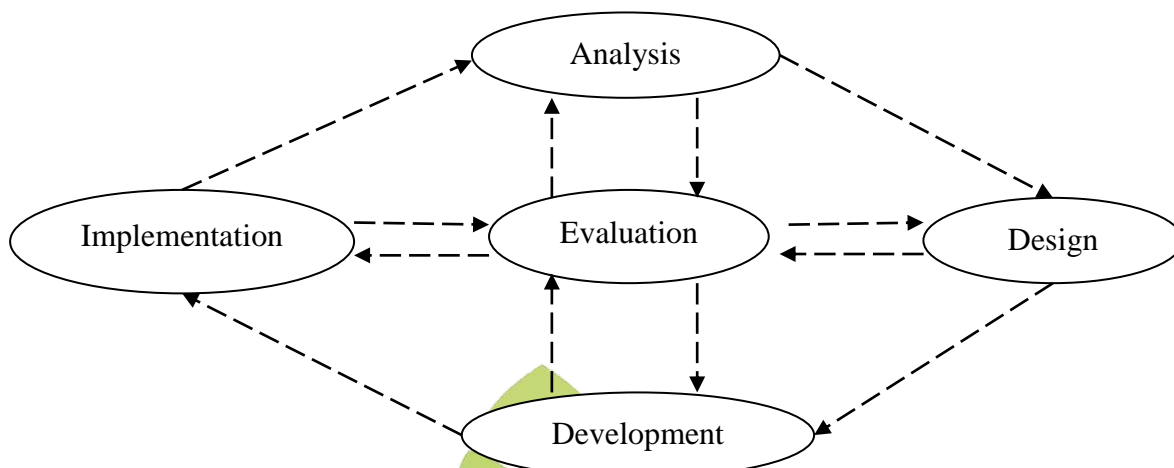 Analysis
Implementation
Evaluation
Design
Development